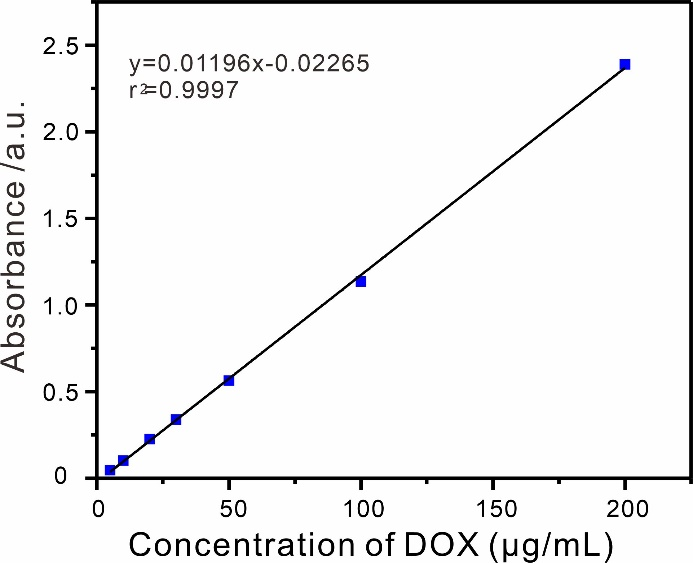 y=0.01196x-0.02265
r²=0.9997
2.5
2.0
1.5
1.0
0.5
0
0 50 100 150 200
Absorbance /a.u.
Concentration of DOX (μg/mL)